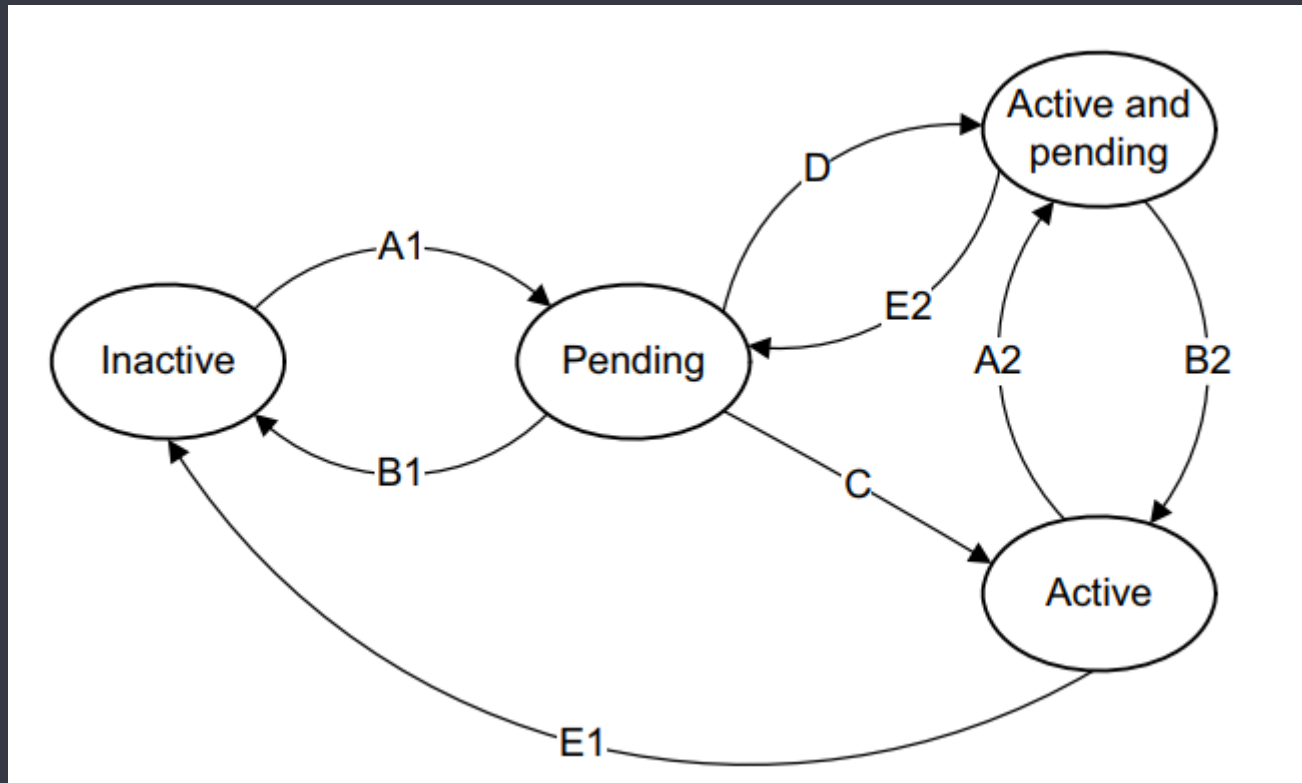 Active and
pending
D
A1
E2
Inactive
Pending
A2
B2
B1
C
Active
E1